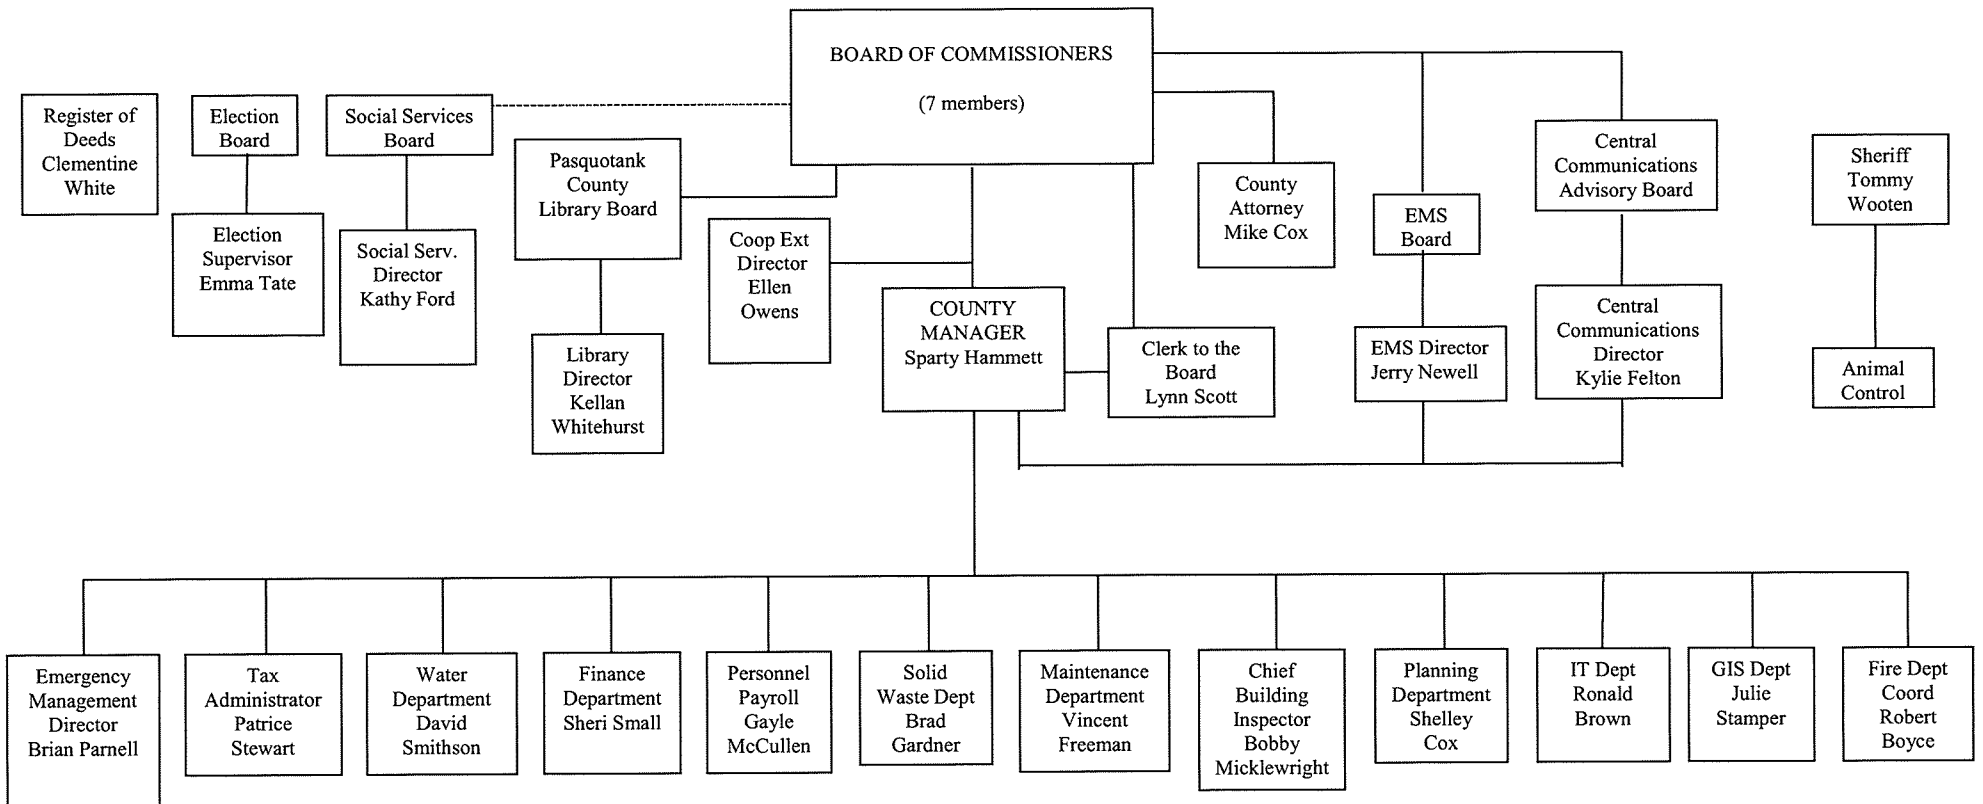 BOARD OF COMMISSIONERS
(7 members)
Register of
Deeds
Clementine
White
Election
Board
Social Services
Board
Pasquotank
County
Library Board
County
Attorney
Mike Cox
EMS
Board
Central
Communications
Advisory Board
Sheriff
Tommy
Wooten
Election
Supervisor
Emma Tate
Social Serv.
Director
Kathy Ford
Coop Ext
Director
Ellen
Owens
COUNTY
MANAGER
Sparty Hammett
Clerk to the
Board
Lynn Scott
EMS Director
Jerry Newell
Central
Communications
Director
Kylie Felton
Animal
Control
Library
Director
Kellan
Whitehurst
Emergency
Management
Director
Brian Parnell
Tax
Administrator
Patrice
Stewart
Water
Department
David
Smithson
Finance
Department
Sheri Small
Personnel
Payroll
Gayle
McCullen
Solid
Waste Dept
Brad
Gardner
Maintenance
Department
Vincent
Freeman
Chief
Building
Inspector
Bobby
Micklewright
Planning
Department
Shelley
Cox
IT Dept
Ronald
Brown
GIS Dept
Julie
Stamper
Fire Dept
Coord
Robert
Boyce